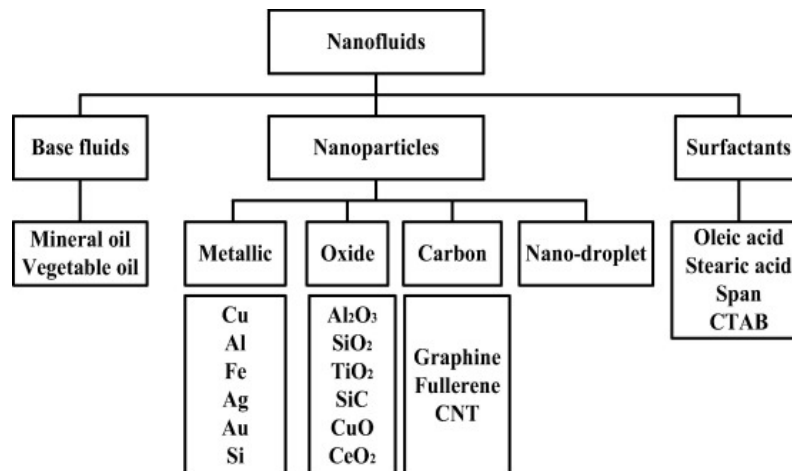 Nanofluids
Base fluids
Nanoparticles
Surfactants
Mineral oil
Vegetable oil
Metallic
Oxide
Carbon
Nano-droplet
Oleic acid
Stearic acid
Span
CTAB
Cu
Al
Fe
Ag
Au
Si
Al₂O₃
SiO₂
TiO₂
SiC
CuO
CeO₂
Graphine
Fullerene
CNT